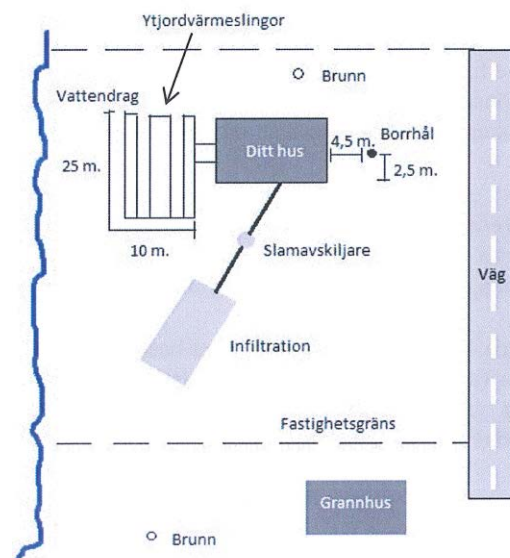 Ytjordvärmeslingor
Brunn
Vattendrag
Ditt hus
4,5 m.
Borrhål
25 m.
2,5 m.
10 m.
Slamavskiljare
Väg
Infiltration
Fastighetsgräns
Grannhus
Brunn